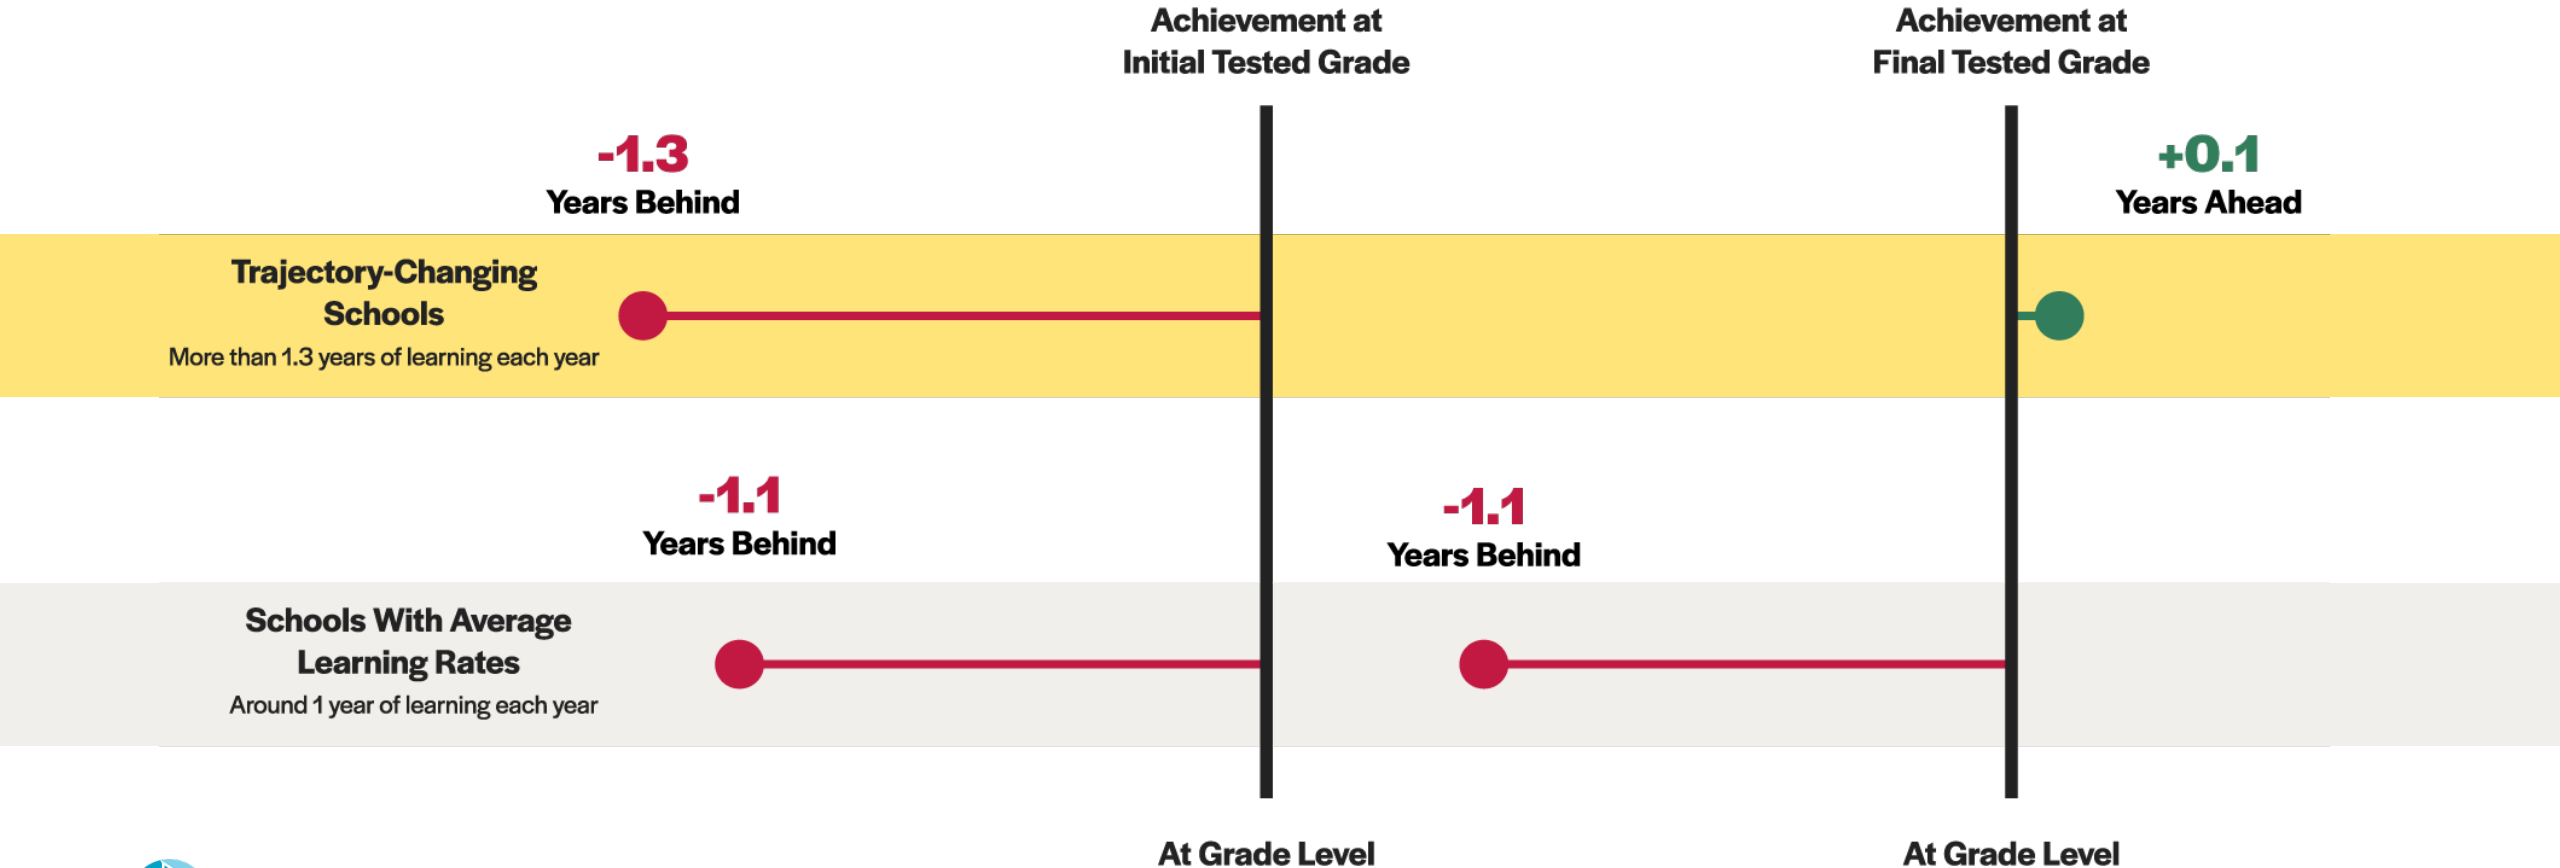 Achievement at
Initial Tested Grade
Achievement at
Final Tested Grade
-1.3
Years Behind
+0.1
Years Ahead
Trajectory-Changing
Schools
More than 1.3 years of learning each year
-1.1
Years Behind
-1.1
Years Behind
Schools With Average
Learning Rates
Around 1 year of learning each year
At Grade Level
At Grade Level